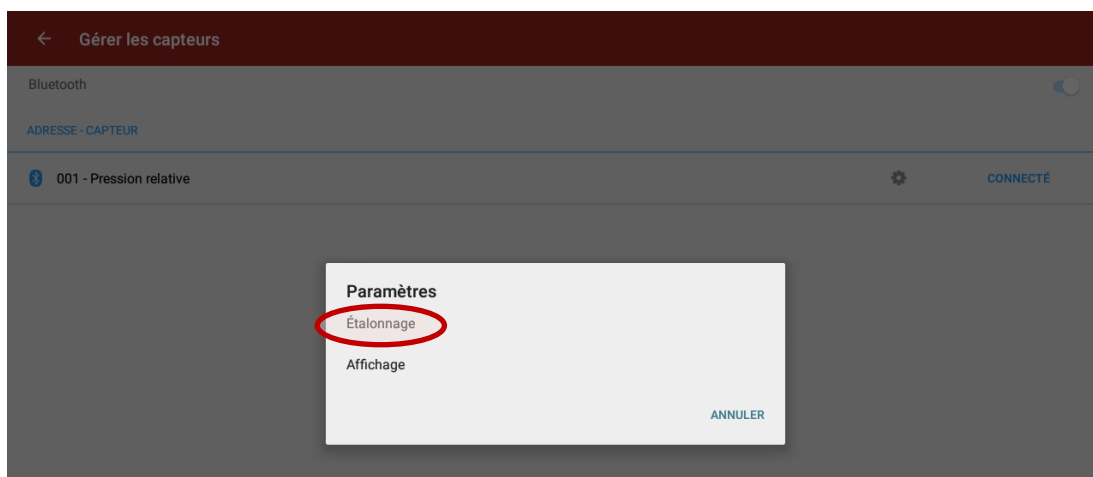 Gérer les capteurs
Bluetooth
ADRESSE - CAPTEUR
001 - Pression relative
CONNECTÉ
Paramètres
Étalonnage
Affichage
ANNULER